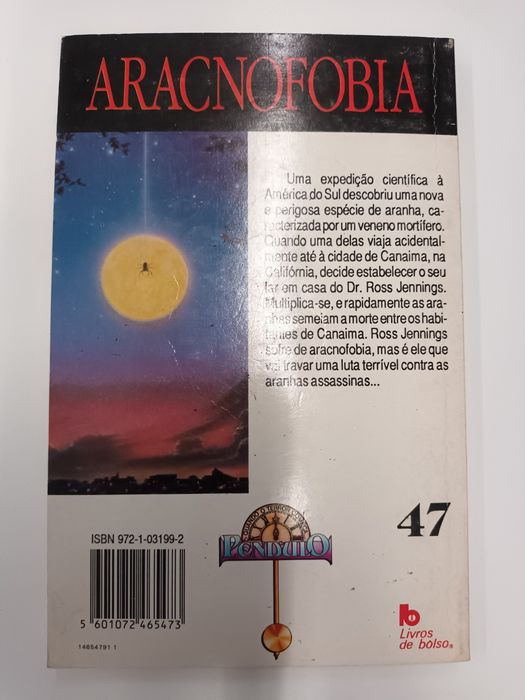 ARACNOFOBIA
Uma expedição científica à
América do Sul descobriu uma nova
e perigosa espécie de aranha, ca-
racterizada por um veneno mortífero.
Quando uma delas viaja acidental-
mente até à cidade de Canaima, na
Califórnia, decide estabelecer o seu
lar em casa do Dr. Ross Jennings.
Multiplica-se, e rapidamente as ara-
nhas semeiam a morte entre os habi-
tantes de Canaima. Ross Jennings
sofre de aracnofobia, mas é ele que
vai travar uma luta terrível contra as
aranhas assassinas...
47
ISBN 972-1-03199-2
QUANDO O TERROR
PÊNDULO
5 601072 465473
14654791 1
Livros
de bolso®